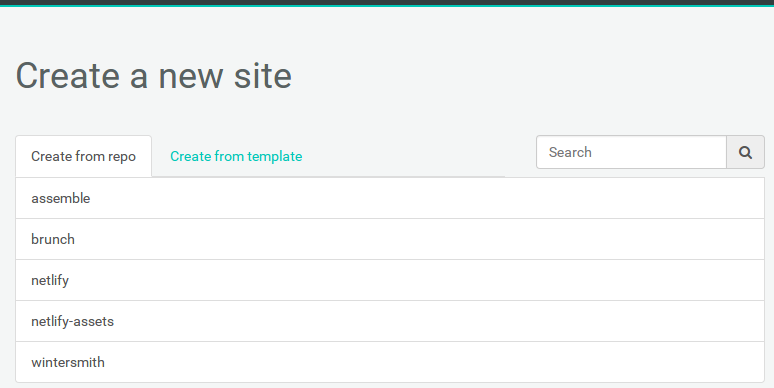 Create a new site
Create from repo
Create from template
Search
assemble
brunch
netlify
netlify-assets
wintersmith